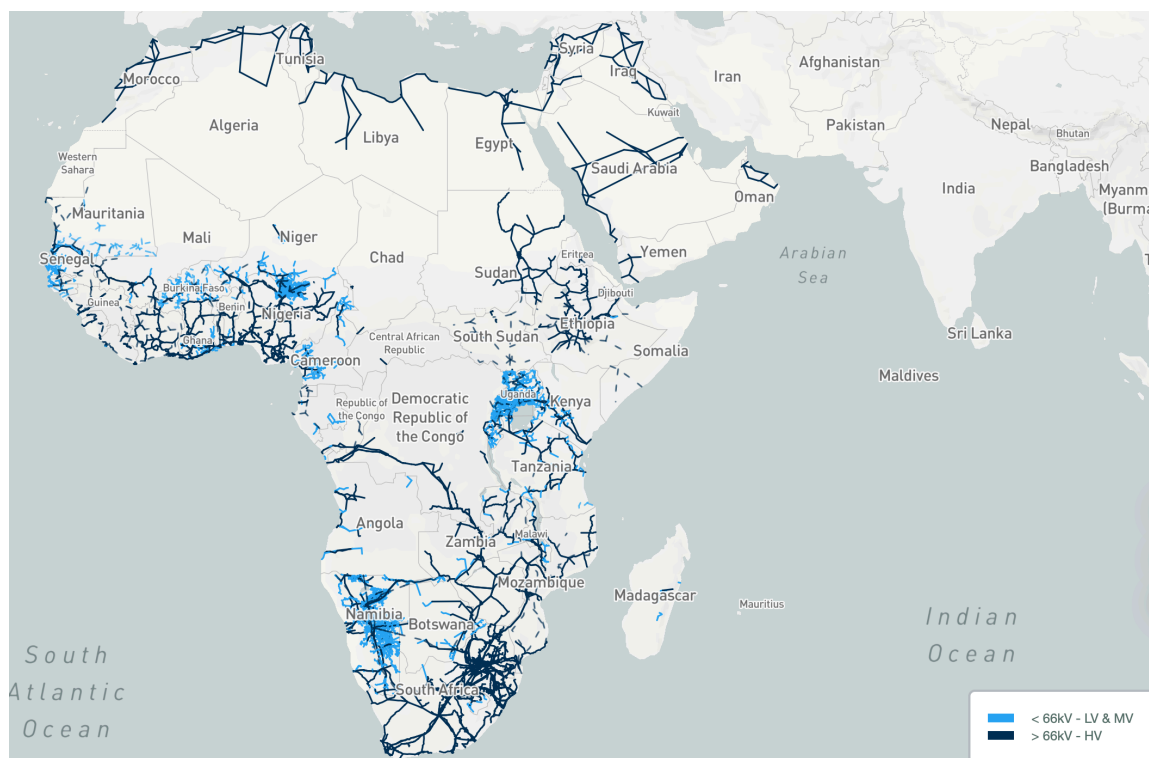 Syria
Tunisia
Afghanistan
Iraq
Iran
Morocco
Kuwait
Algeria
Libya
Pakistan
Nepal
Bhutan
Egypt
Western
Sahara
Saudi Arabia
Bangladesh
India
Myanm
(Burma
Oman
Mauritania
Mali
Niger
Chad
Eritrea
Yemen
Arabian
Sea
Senegal
Sudan
Burkina Faso
Djibouti
Guinea
Benin
Nigeria
Ethiopia
Ghana
Central African
Republic
South Sudan
Sri Lanka
Somalia
Cameroon
Maldives
Uganda
Kenya
Republic of
the Congo
Democratic
Republic of
the Congo
Tanzania
Angola
Malawi
Zambia
Mozambique
Madagascar
Mauritius
Namibia
Botswana
Indian
Ocean
South
Atlantic
Ocean
South Africa
< 66kV - LV & MV
> 66kV - HV